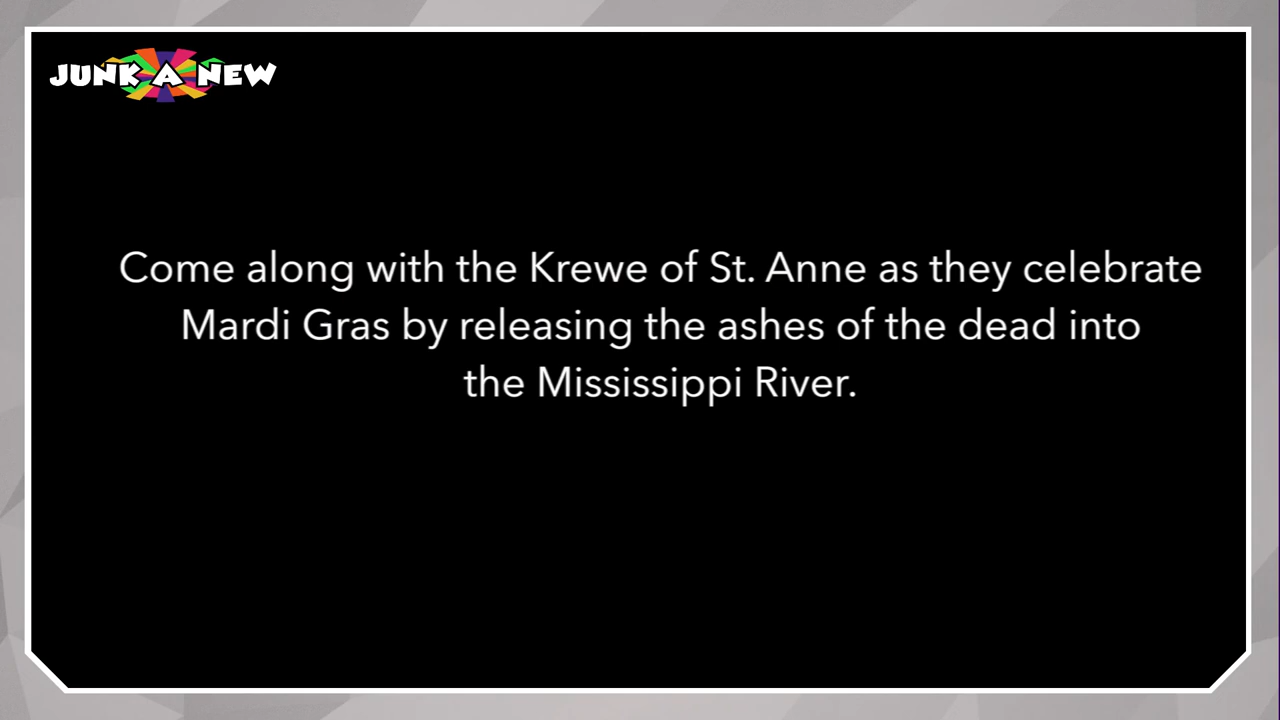 JUNK A NEW
Come along with the Krewe of St. Anne as they celebrate
Mardi Gras by releasing the ashes of the dead into
the Mississippi River.